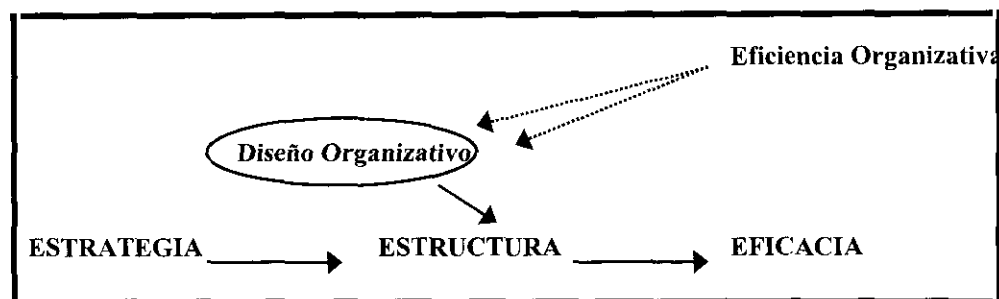 Eficiencia Organizativa
Diseño Organizativo
ESTRATEGIA ESTRUCTURA EFICACIA